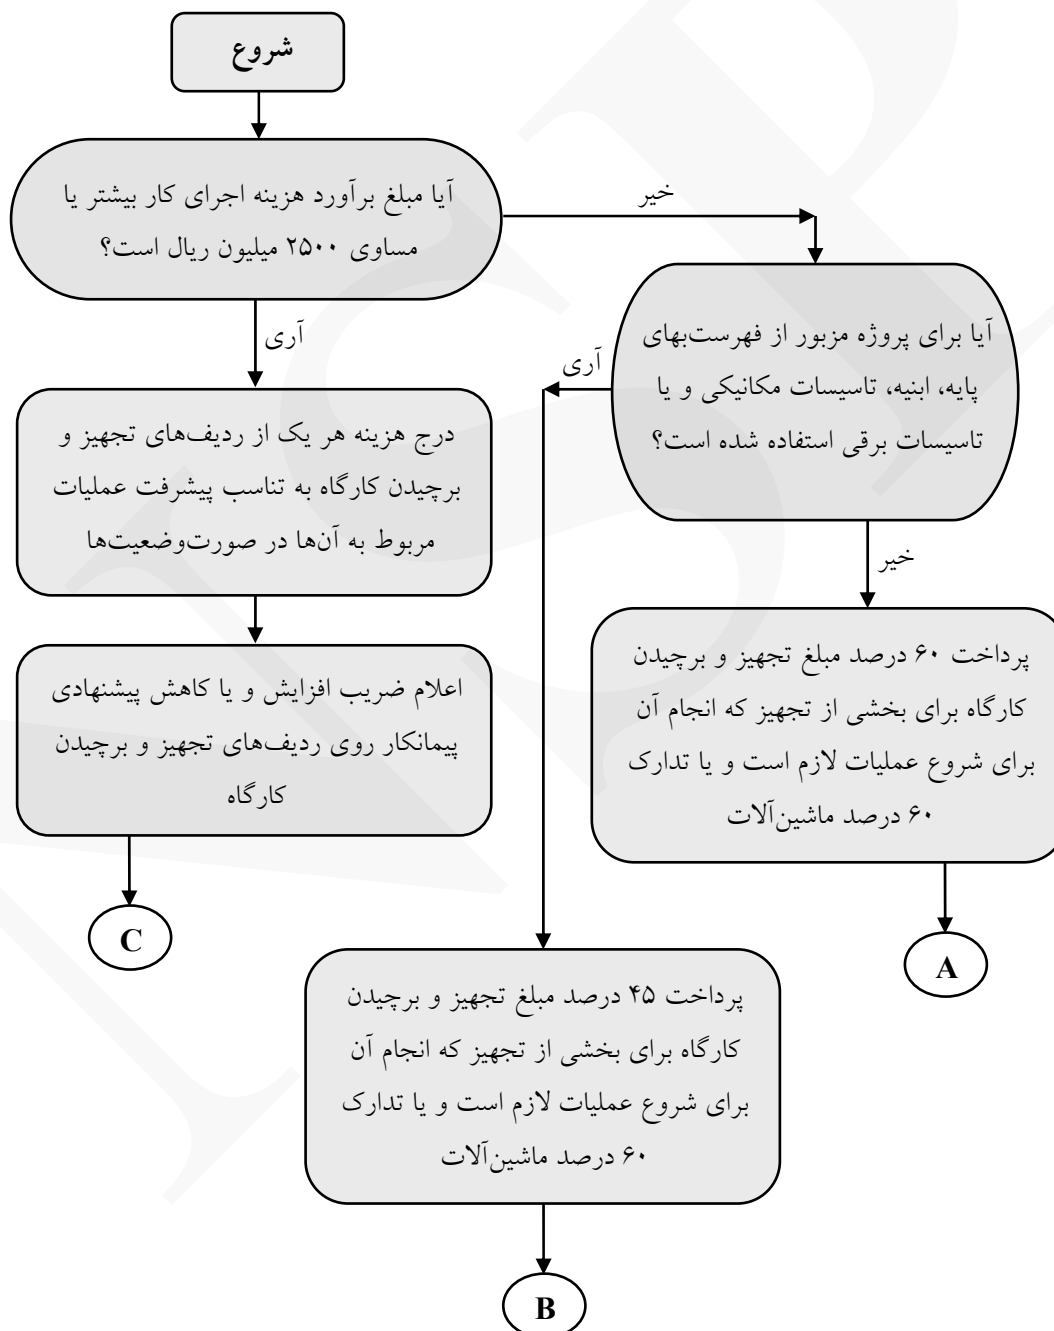 شروع
آیا مبلغ برآورد هزینه اجرای کار بیشتر یا
مساوی ۲۵۰۰ میلیون ریال است؟
خیر
آری
آیا برای پروژه مزبور از فهرست‌بهای
پایه، ابنیه، تاسیسات مکانیکی و یا
تاسیسات برقی استفاده شده است؟
آری
خیر
درج هزینه هر یک از ردیف‌های تجهیز و
برچیدن کارگاه به تناسب پیشرفت عملیات
مربوط به آن‌ها در صورت‌وضعیت‌ها
اعلام ضریب افزایش و یا کاهش پیشنهادی
پیمانکار روی ردیف‌های تجهیز و برچیدن
کارگاه
C
پرداخت ۶۰ درصد مبلغ تجهیز و برچیدن
کارگاه برای بخشی از تجهیز که انجام آن
برای شروع عملیات لازم است و یا تدارک
۶۰ درصد ماشین‌آلات
A
پرداخت ۴۵ درصد مبلغ تجهیز و برچیدن
کارگاه برای بخشی از تجهیز که انجام آن
برای شروع عملیات لازم است و یا تدارک
۶۰ درصد ماشین‌آلات
B